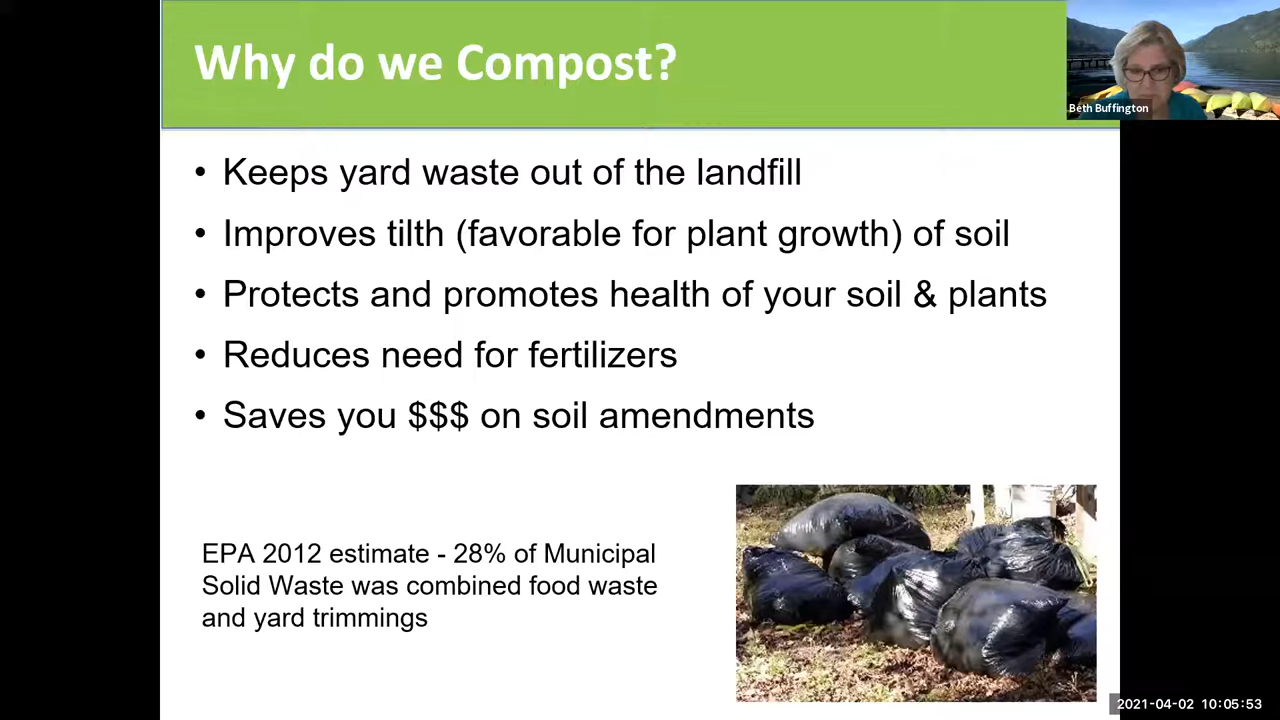 Why do we Compost?
Beth Buffington
• Keeps yard waste out of the landfill
• Improves tilth (favorable for plant growth) of soil
• Protects and promotes health of your soil & plants
• Reduces need for fertilizers
• Saves you $$$ on soil amendments
EPA 2012 estimate - 28% of Municipal
Solid Waste was combined food waste
and yard trimmings
2021-04-02 10:05:53